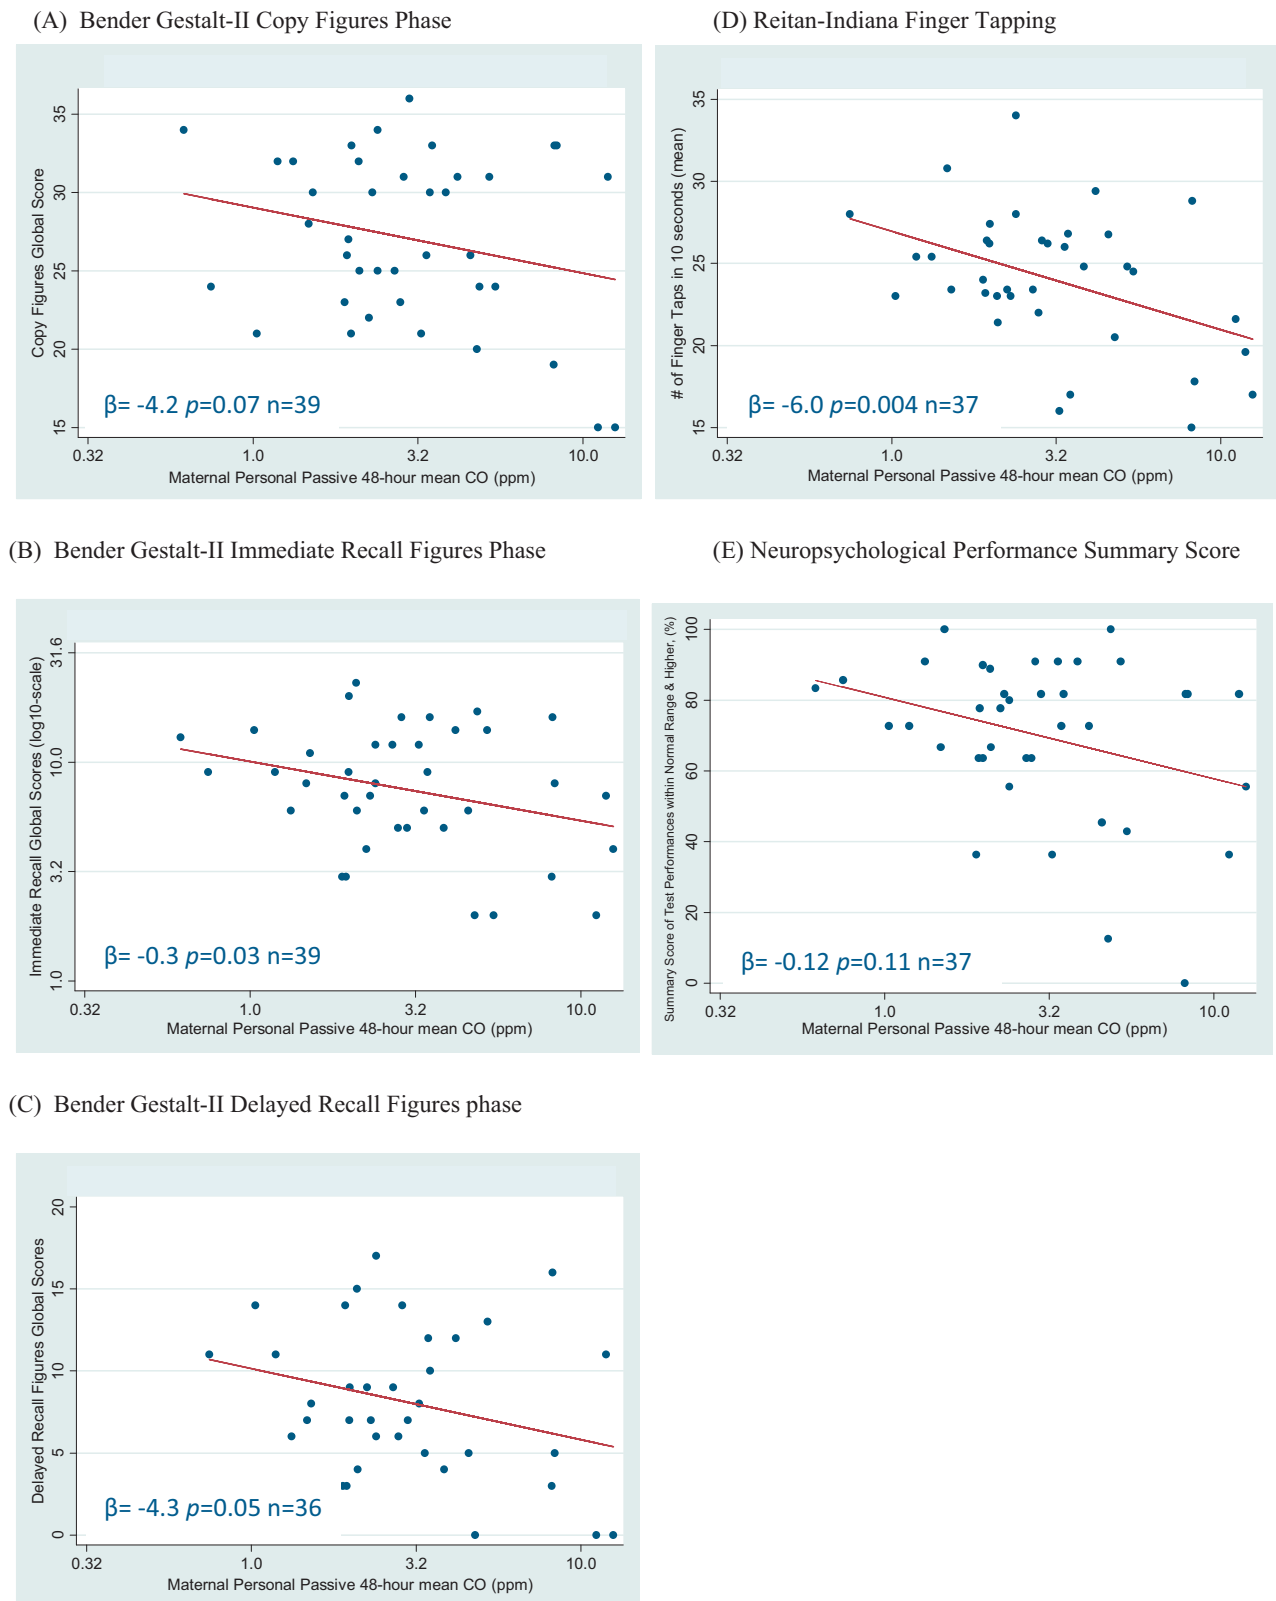 (A) Bender Gestalt-II Copy Figures Phase
Copy Figures Global Score
35
30
25
20
15
β= -4.2 p=0.07 n=39
0.32 1.0 3.2 10.0
Maternal Personal Passive 48-hour mean CO (ppm)
(D) Reitan-Indiana Finger Tapping
# of Finger Taps in 10 seconds (mean)
35
30
25
20
15
β= -6.0 p=0.004 n=37
0.32 1.0 3.2 10.0
Maternal Personal Passive 48-hour mean CO (ppm)
(B) Bender Gestalt-II Immediate Recall Figures Phase
Immediate Recall Global Scores (log10-scale)
31.6
10.0
3.2
1.0
β= -0.3 p=0.03 n=39
0.32 1.0 3.2 10.0
Maternal Personal Passive 48-hour mean CO (ppm)
(E) Neuropsychological Performance Summary Score
Summary Score of Test Performances within Normal Range & Higher, (%)
100
80
60
40
20
0
β= -0.12 p=0.11 n=37
0.32 1.0 3.2 10.0
Maternal Personal Passive 48-hour mean CO (ppm)
(C) Bender Gestalt-II Delayed Recall Figures phase
Delayed Recall Figures Global Scores
20
15
10
5
0
β= -4.3 p=0.05 n=36
0.32 1.0 3.2 10.0
Maternal Personal Passive 48-hour mean CO (ppm)